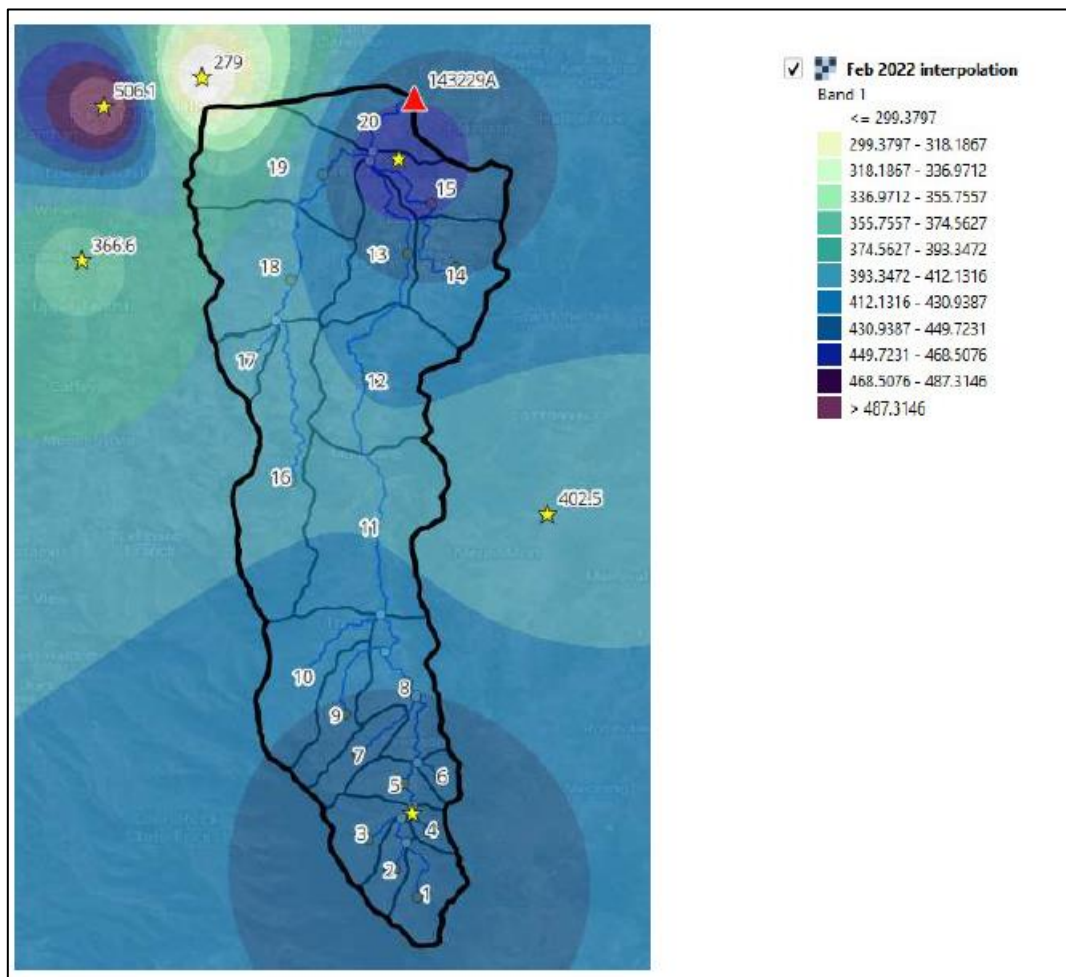 279
506.1
143229A
20
19
15
366.6
13
18
14
17
12
16
402.5
11
10
8
9
7
6
5
3
4
2
1
Feb 2022 interpolation
Band 1
<= 299.3797
299.3797 - 318.1867
318.1867 - 336.9712
336.9712 - 355.7557
355.7557 - 374.5627
374.5627 - 393.3472
393.3472 - 412.1316
412.1316 - 430.9387
430.9387 - 449.7231
449.7231 - 468.5076
468.5076 - 487.3146
> 487.3146